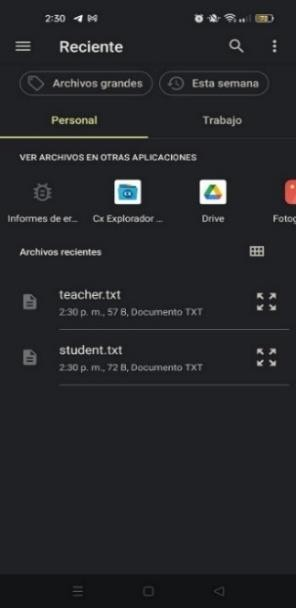 2:30
Reciente
Archivos grandes
Esta semana
Personal
Trabajo
VER ARCHIVOS EN OTRAS APLICACIONES
Informes de er...
Cx Explorador ...
Drive
Fotog
Archivos recientes
teacher.txt
2:30 p. m., 57 B, Documento TXT
student.txt
2:30 p. m., 72 B, Documento TXT